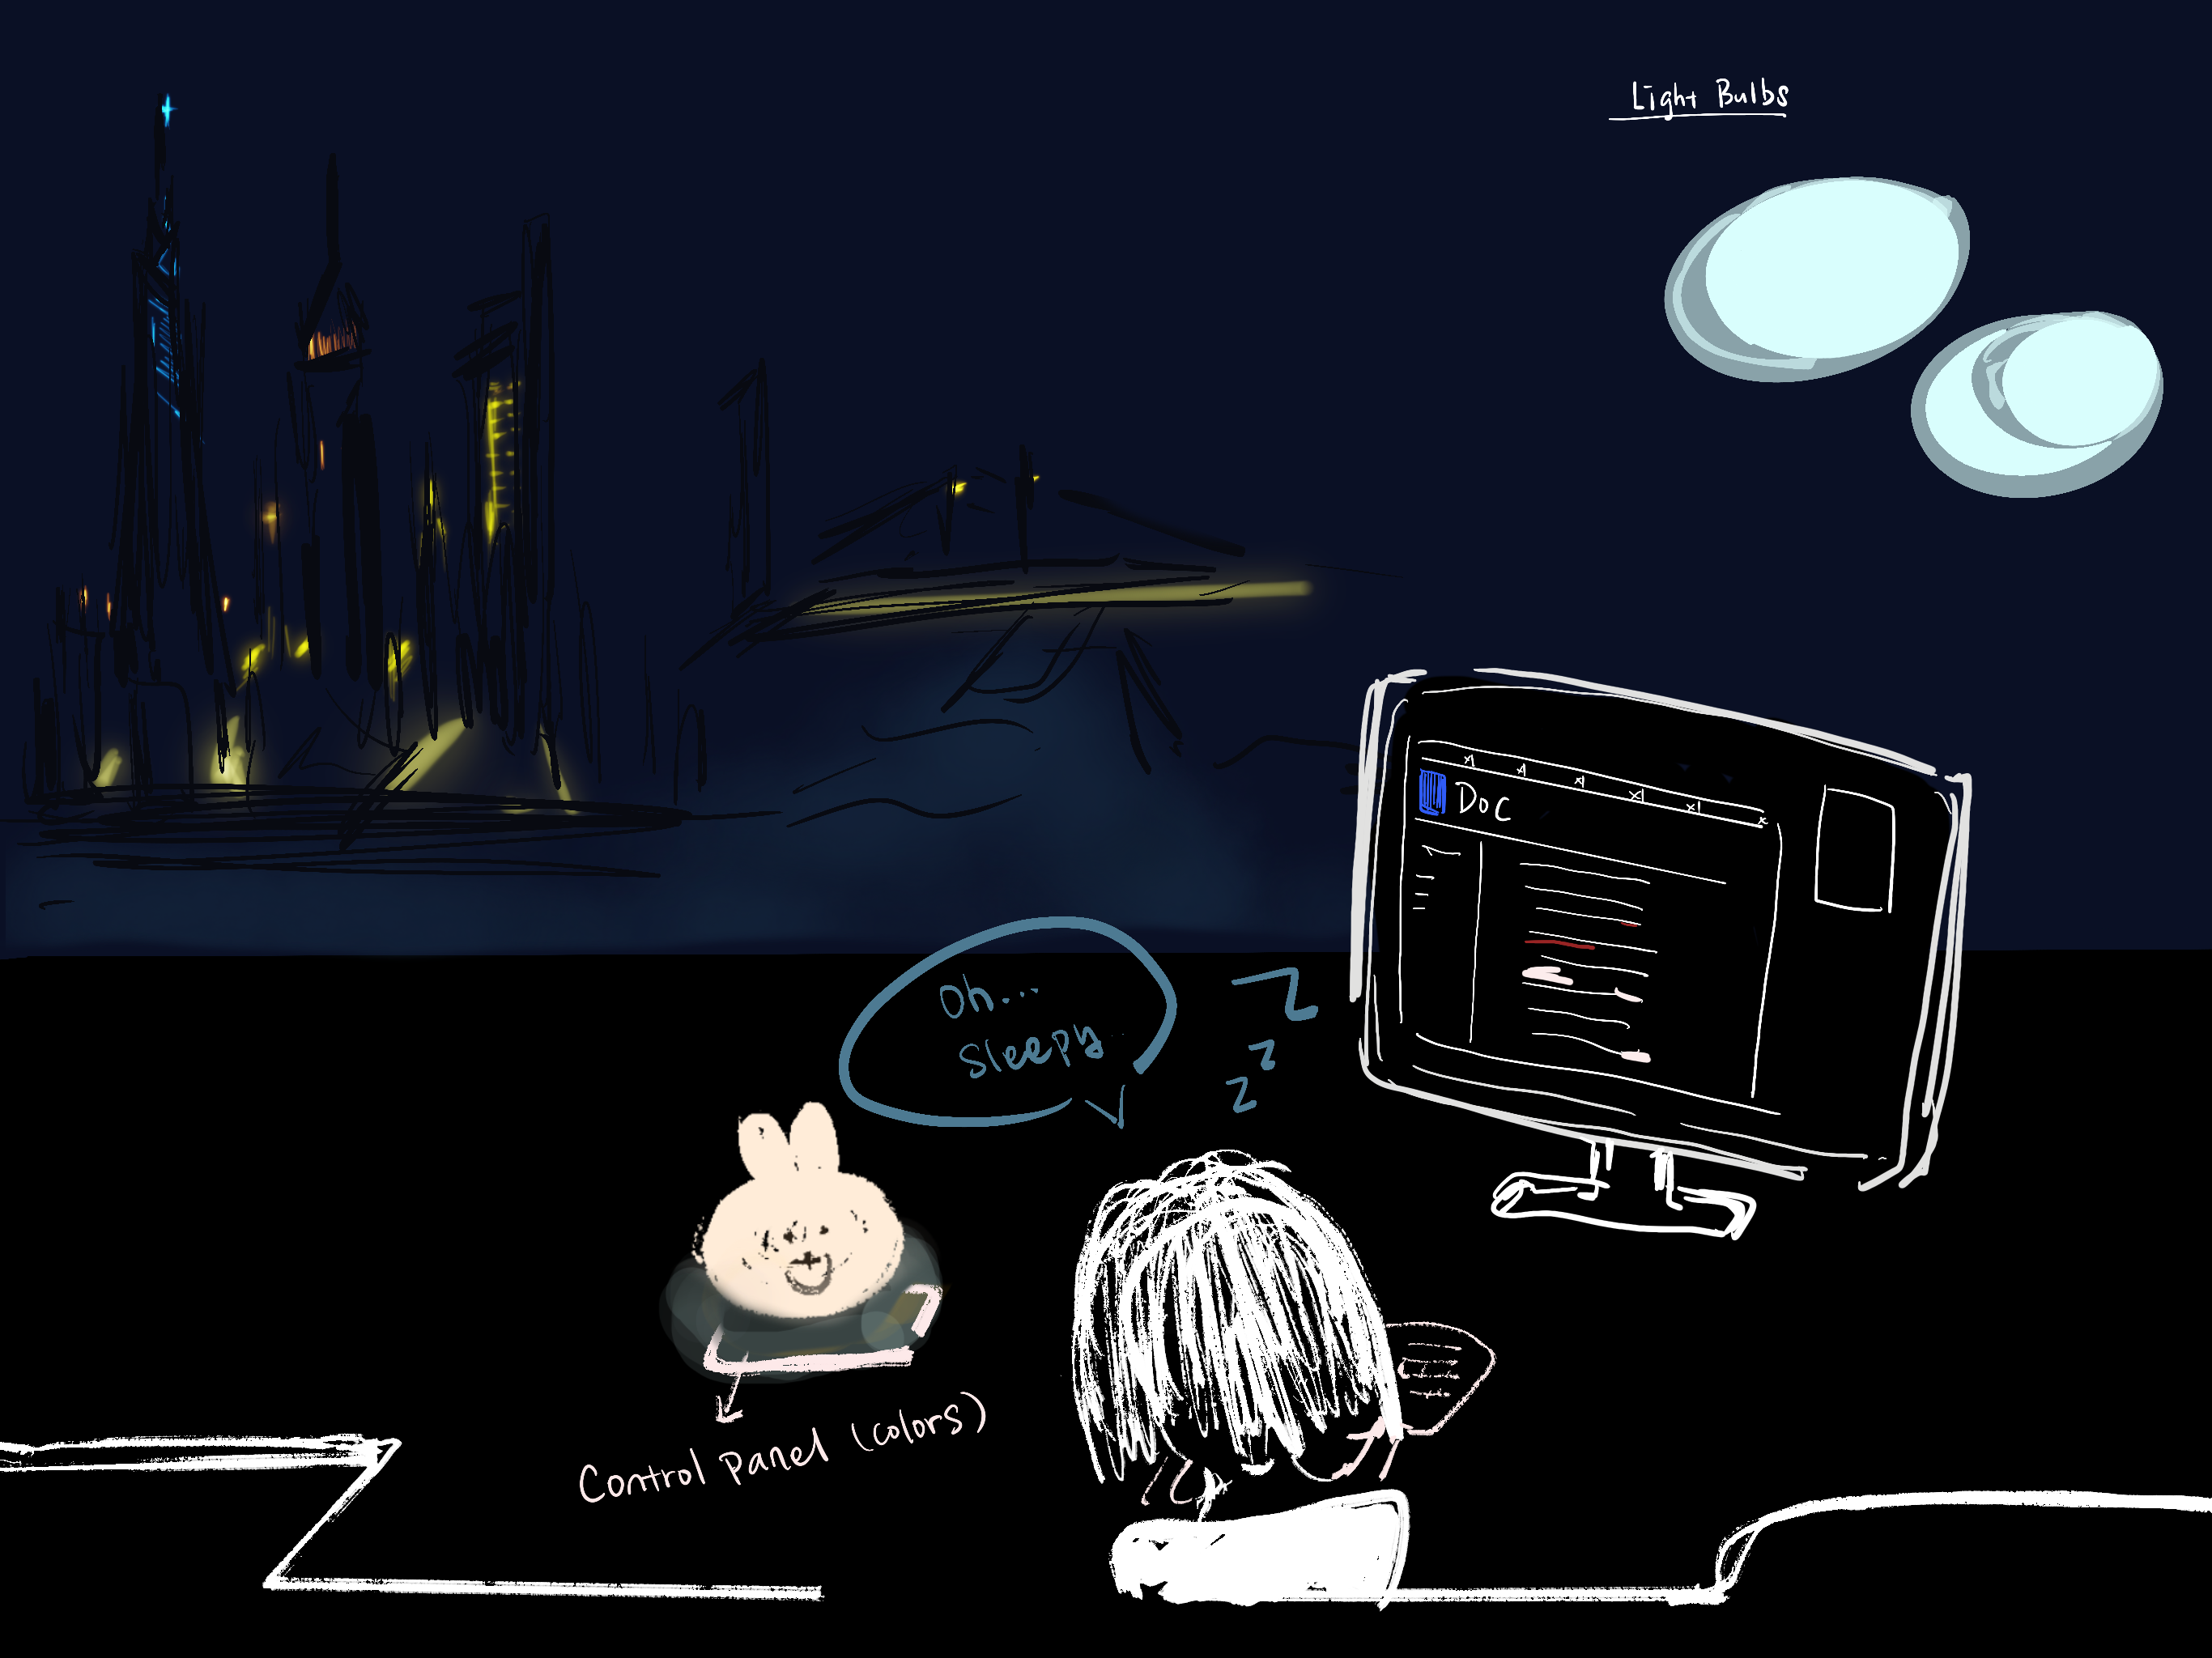 Light Bulbs
Doc
Oh...
sleepy..
z
z
z
Control panel (colors)